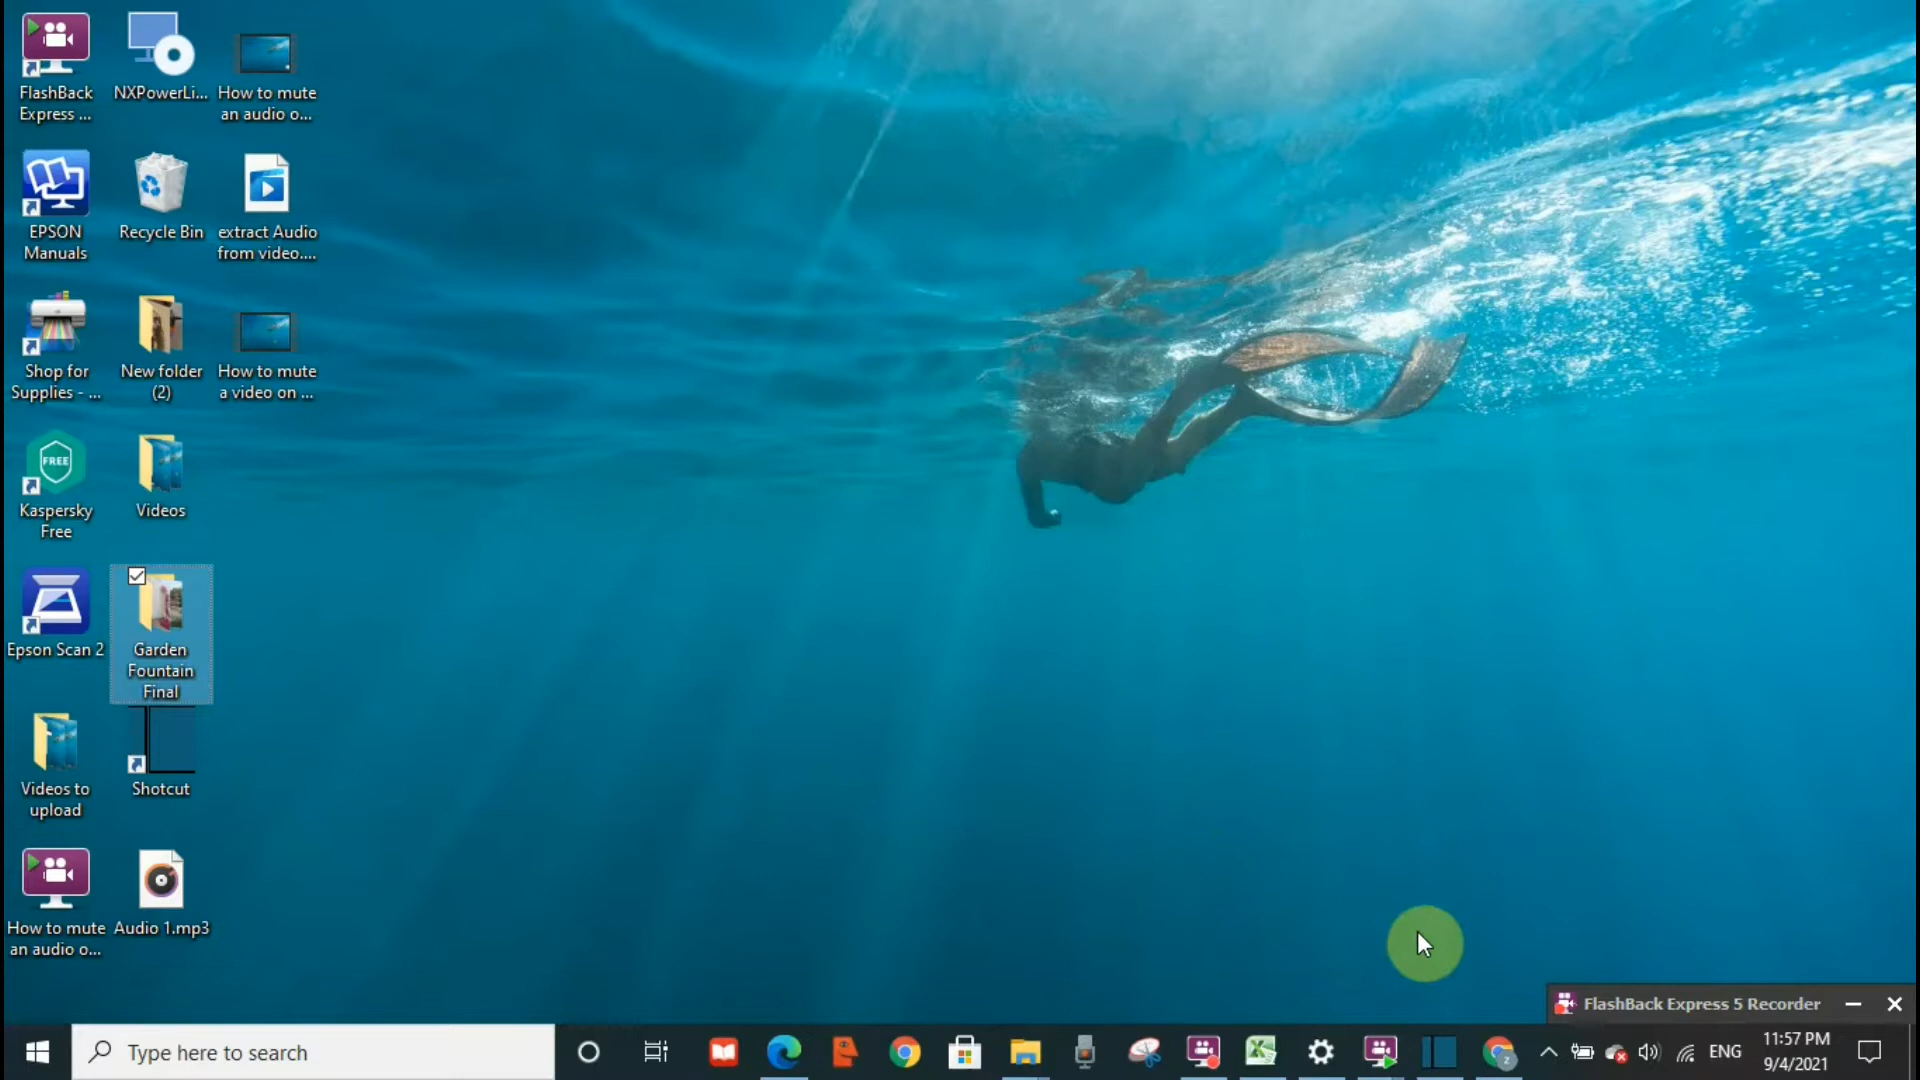 FlashBack
Express ...
NXPowerLi...
How to mute
an audio o...
EPSON
Manuals
Recycle Bin
extract Audio
from video....
Shop for
Supplies - ...
New folder
(2)
How to mute
a video on ...
FREE
Kaspersky
Free
Videos
Epson Scan 2
Garden
Fountain
Final
Videos to
upload
Shotcut
How to mute
an audio o...
Audio 1.mp3
FlashBack Express 5 Recorder
Type here to search
z
ENG
11:57 PM
9/4/2021